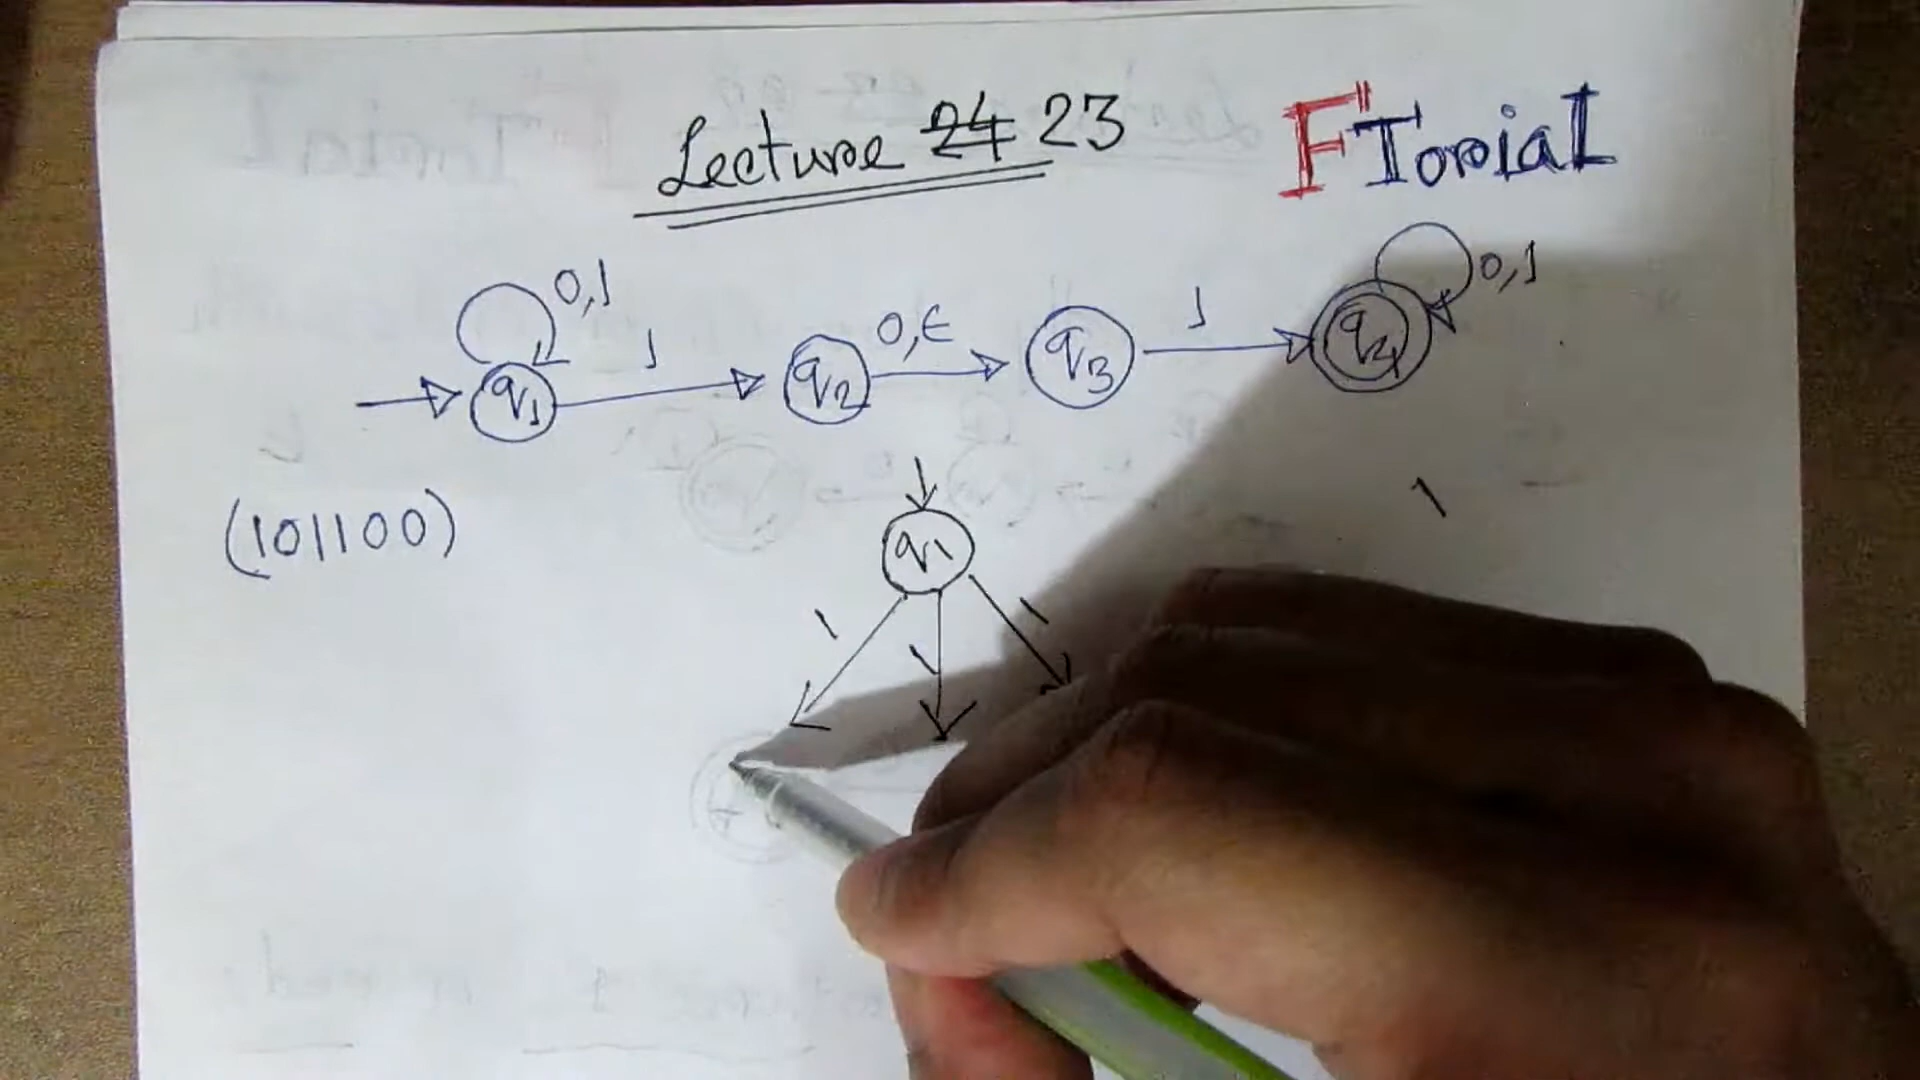 Lecture 24 23
F"ToriaL
0,1
1
0,ε
1
0,1
q1
q2
q3
q4
(101100)
1
q1
1
1
1